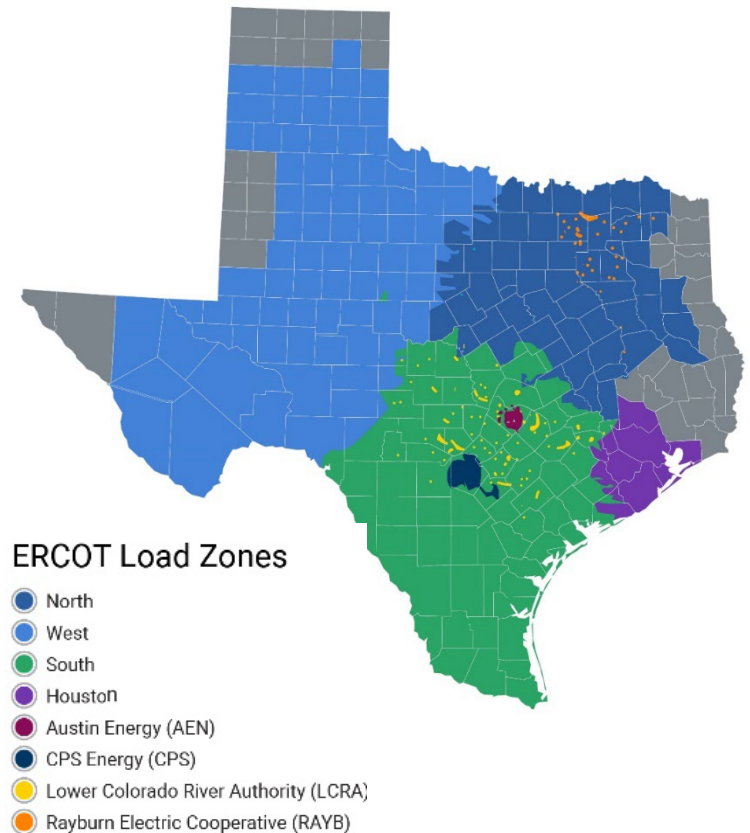 ERCOT Load Zones
North
West
South
Houston
Austin Energy (AEN)
CPS Energy (CPS)
Lower Colorado River Authority (LCRA)
Rayburn Electric Cooperative (RAYB)